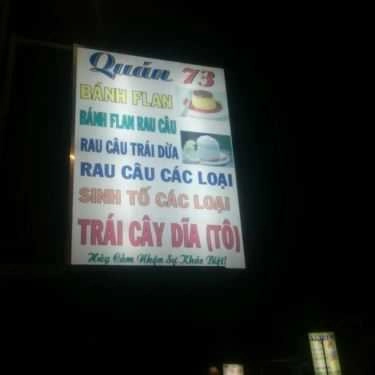 Quán 73
BÁNH FLAN
BÁNH FLAN RAU CÂU
RAU CÂU TRÁI DỪA
RAU CÂU CÁC LOẠI
SINH TỐ CÁC LOẠI
TRÁI CÂY DĨA (TÔ)
Hãy Cảm Nhận Sự Khác Biệt!